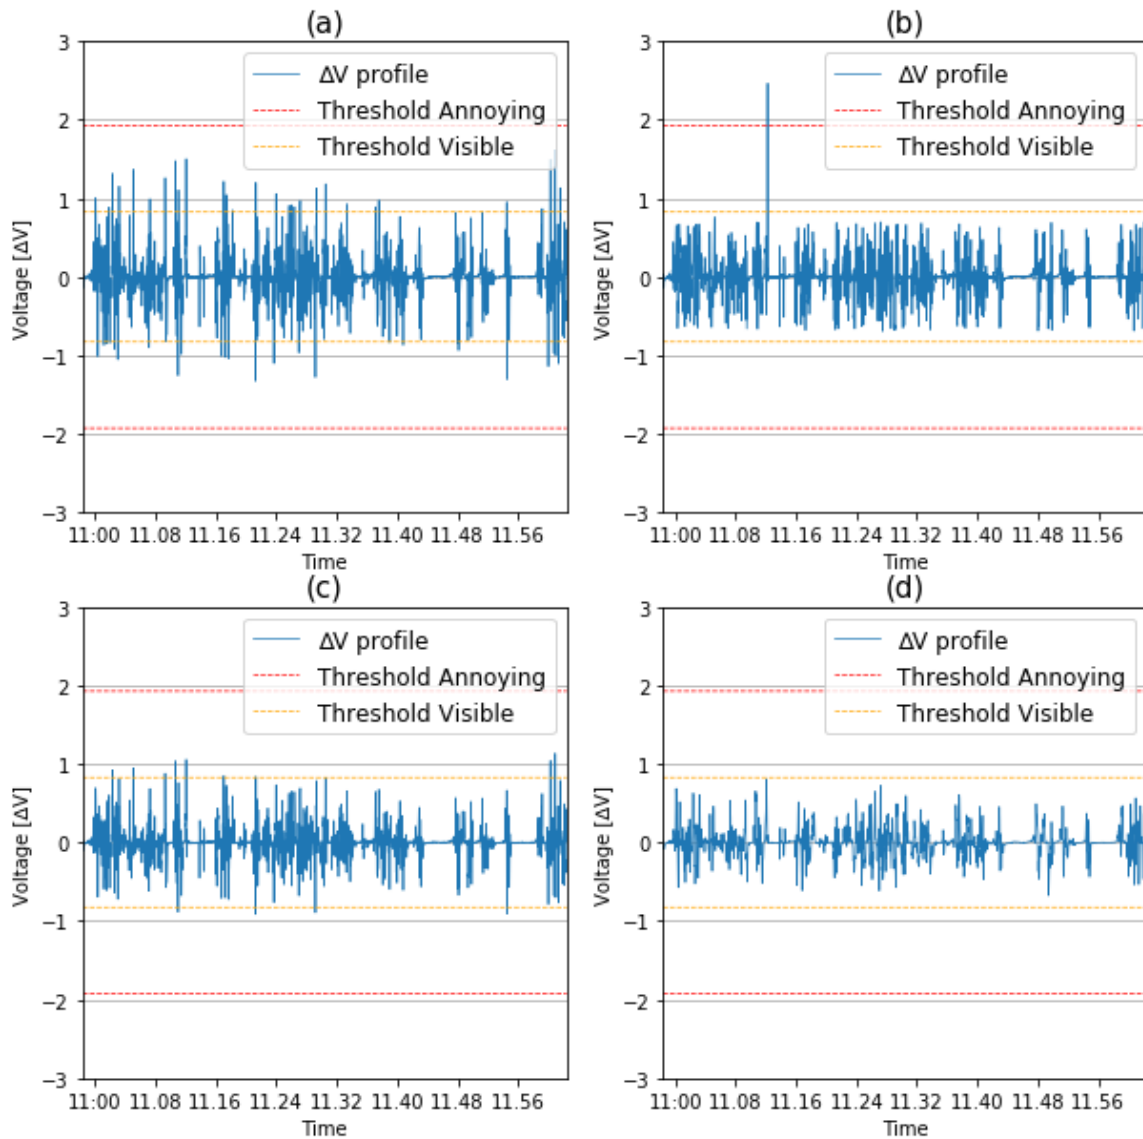 (a)
3
2
1
0
−1
−2
−3
Voltage [ΔV]
ΔV profile
Threshold Annoying
Threshold Visible
11:00 11.08 11.16 11.24 11.32 11.40 11.48 11.56
Time
(b)
3
2
1
0
−1
−2
−3
Voltage [ΔV]
ΔV profile
Threshold Annoying
Threshold Visible
11:00 11.08 11.16 11.24 11.32 11.40 11.48 11.56
Time
(c)
3
2
1
0
−1
−2
−3
Voltage [ΔV]
ΔV profile
Threshold Annoying
Threshold Visible
11:00 11.08 11.16 11.24 11.32 11.40 11.48 11.56
Time
(d)
3
2
1
0
−1
−2
−3
Voltage [ΔV]
ΔV profile
Threshold Annoying
Threshold Visible
11:00 11.08 11.16 11.24 11.32 11.40 11.48 11.56
Time